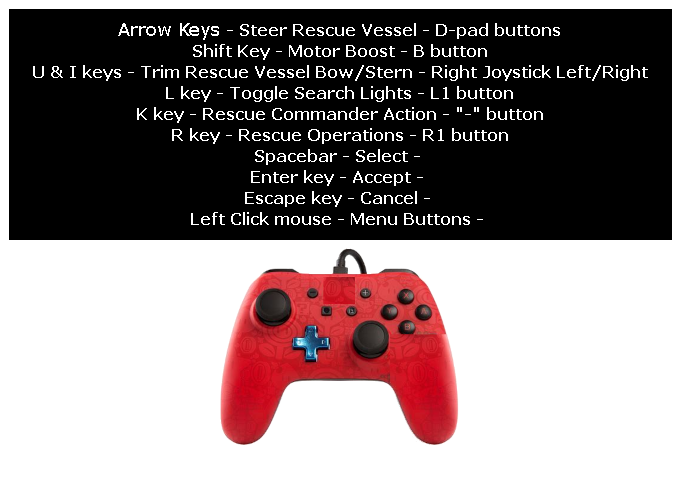 Arrow Keys - Steer Rescue Vessel - D-pad buttons
Shift Key - Motor Boost - B button
U & I keys - Trim Rescue Vessel Bow/Stern - Right Joystick Left/Right
L key - Toggle Search Lights - L1 button
K key - Rescue Commander Action - "-" button
R key - Rescue Operations - R1 button
Spacebar - Select -
Enter key - Accept -
Escape key - Cancel -
Left Click mouse - Menu Buttons -